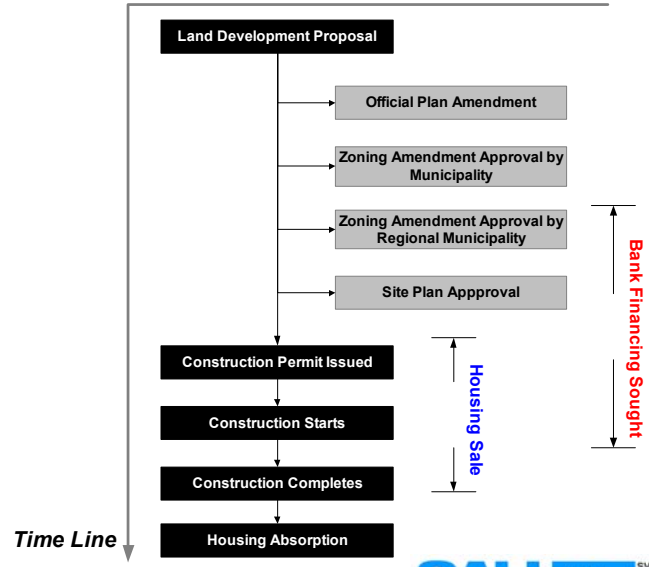 Land Development Proposal
Official Plan Amendment
Zoning Amendment Approval by
Municipality
Zoning Amendment Approval by
Regional Municipality
Site Plan Appproval
Construction Permit Issued
Construction Starts
Construction Completes
Housing Absorption
Housing Sale
Bank Financing Sought
Time Line